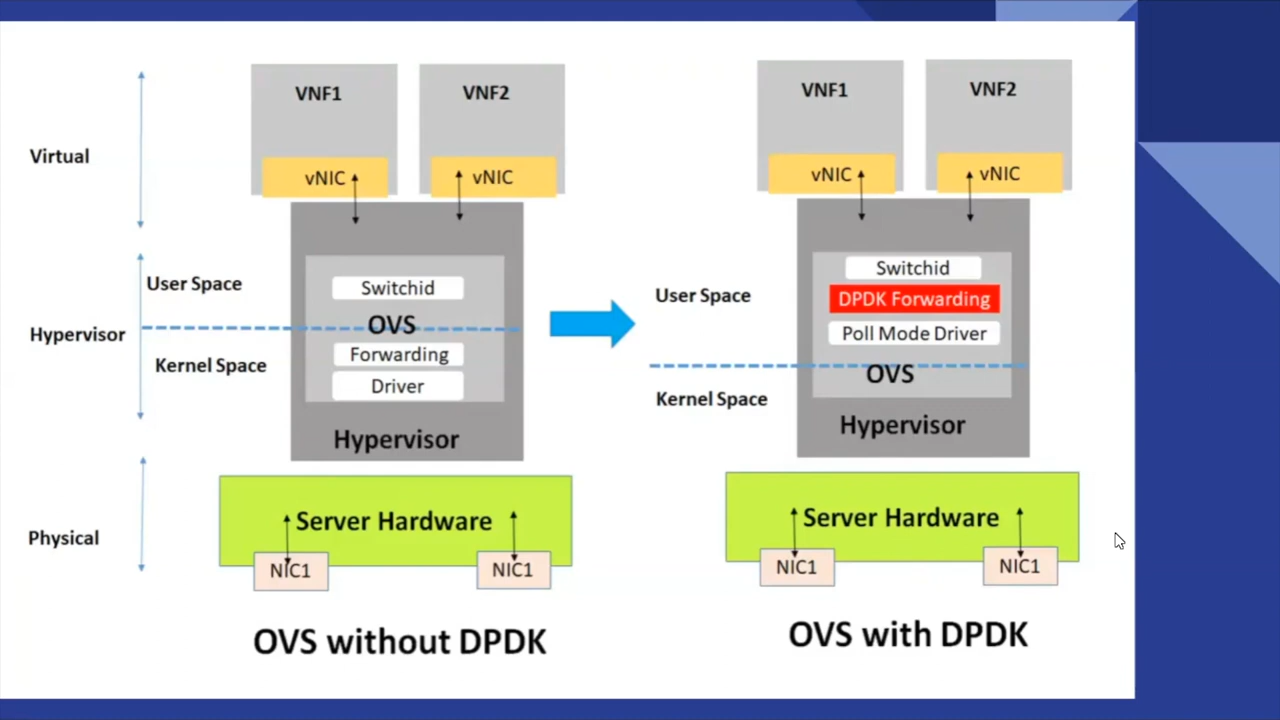 Virtual
Hypervisor
Physical
User Space
Kernel Space
VNF1
VNF2
vNIC
vNIC
Switchid
OVS
Forwarding
Driver
Hypervisor
Server Hardware
NIC1
NIC1
OVS without DPDK
User Space
Kernel Space
VNF1
VNF2
vNIC
vNIC
Switchid
DPDK Forwarding
Poll Mode Driver
OVS
Hypervisor
Server Hardware
NIC1
NIC1
OVS with DPDK